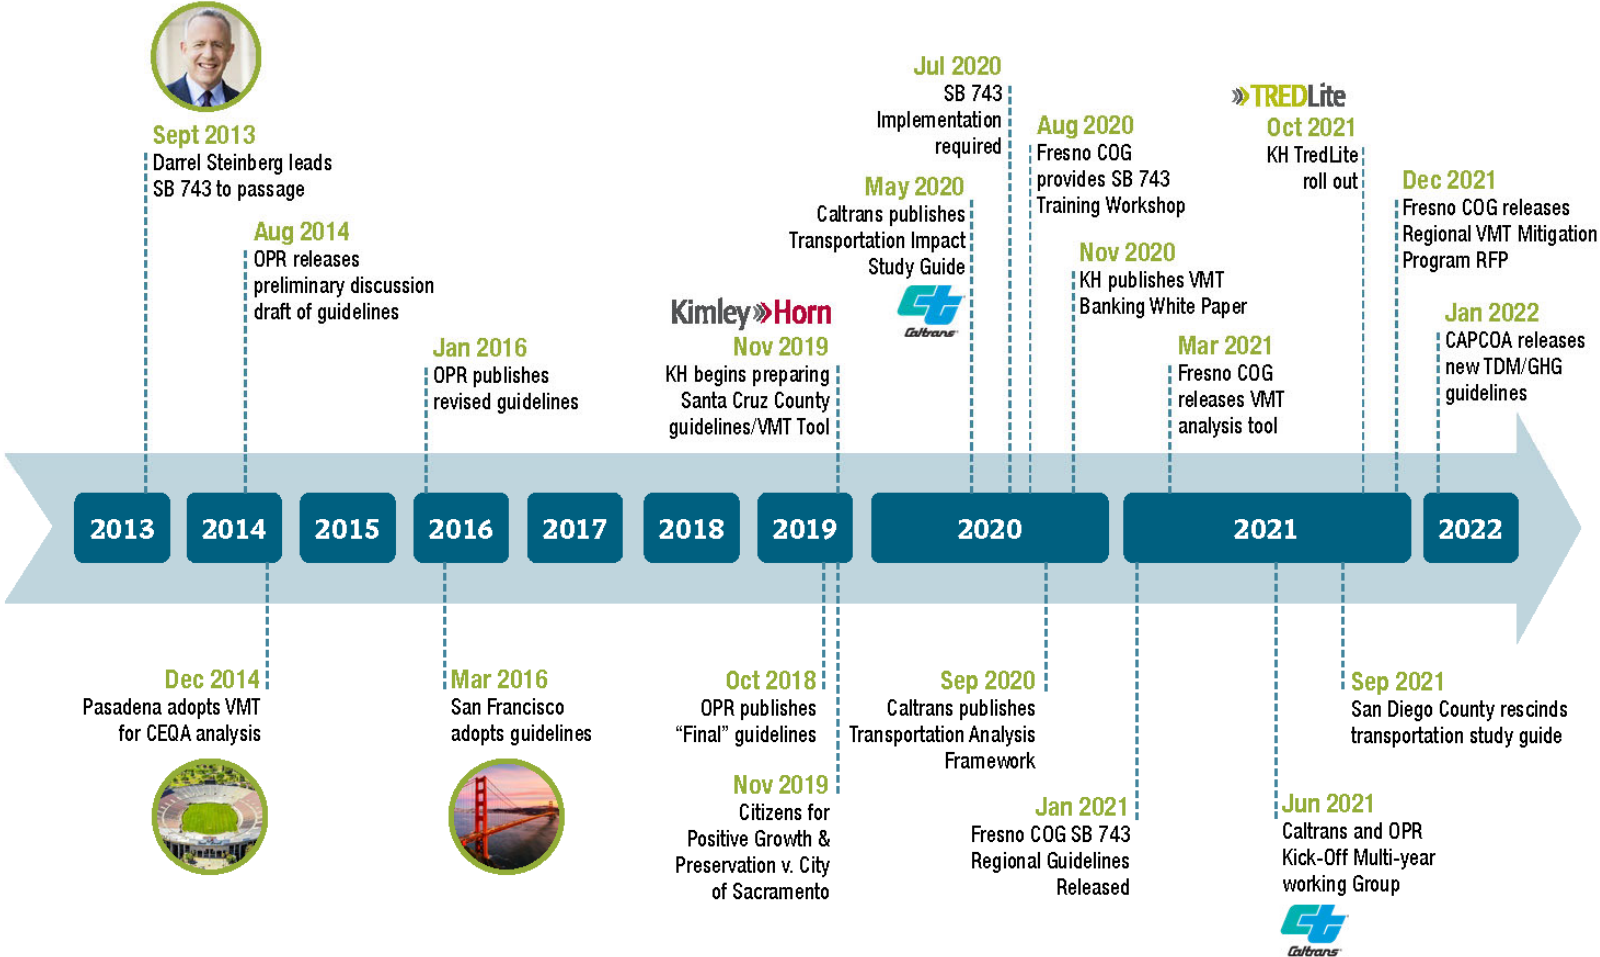 Sept 2013
Darrel Steinberg leads
SB 743 to passage
Aug 2014
OPR releases
preliminary discussion
draft of guidelines
Jan 2016
OPR publishes
revised guidelines
Kimley»Horn
Nov 2019
KH begins preparing
Santa Cruz County
guidelines/VMT Tool
May 2020
Caltrans publishes
Transportation Impact
Study Guide
Caltrans
Jul 2020
SB 743
Implementation
required
Aug 2020
Fresno COG
provides SB 743
Training Workshop
Nov 2020
KH publishes VMT
Banking White Paper
Mar 2021
Fresno COG
releases VMT
analysis tool
TREDLite
Oct 2021
KH TredLite
roll out
Dec 2021
Fresno COG releases
Regional VMT Mitigation
Program RFP
Jan 2022
CAPCOA releases
new TDM/GHG
guidelines
2013 2014 2015 2016 2017 2018 2019 2020 2021 2022
Dec 2014
Pasadena adopts VMT
for CEQA analysis
Mar 2016
San Francisco
adopts guidelines
Oct 2018
OPR publishes
“Final” guidelines
Nov 2019
Citizens for
Positive Growth &
Preservation v. City
of Sacramento
Sep 2020
Caltrans publishes
Transportation Analysis
Framework
Jan 2021
Fresno COG SB 743
Regional Guidelines
Released
Jun 2021
Caltrans and OPR
Kick-Off Multi-year
working Group
Caltrans
Sep 2021
San Diego County rescinds
transportation study guide